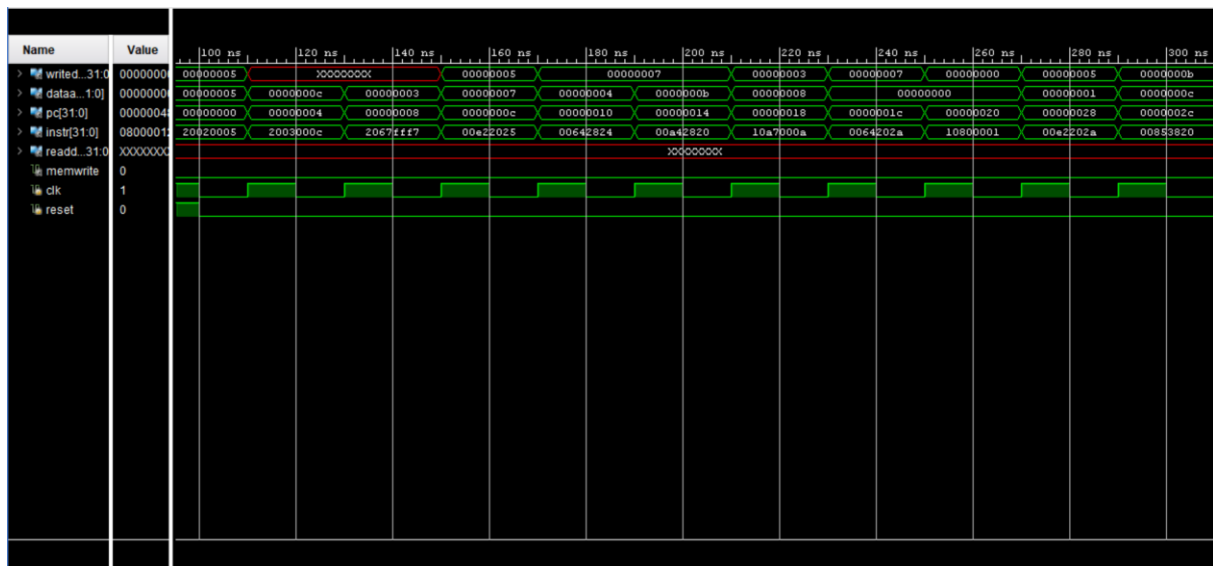 Name Value 100 ns 120 ns 140 ns 160 ns 180 ns 200 ns 220 ns 240 ns 260 ns 280 ns 300 ns
writed...31:0 00000000 00000005 XXXXXXXX 00000005 00000007 00000003 00000007 00000000 00000005 0000000b
dataa...1:0] 00000000 00000005 0000000c 00000003 00000007 00000004 0000000b 00000008 00000000 00000001 0000000c
pc[31:0] 00000048 00000000 00000004 00000008 0000000c 00000010 00000014 00000018 0000001c 00000020 00000028 0000002c
instr[31:0] 0800001 20020005 2003000c 2067fff7 00e22025 00642824 00a42820 10a7000a 0064202a 10800001 00e2202a 00853820
readd...31:0 XXXXXXX XXXXXXXX
memwrite 0
clk 1
reset 0